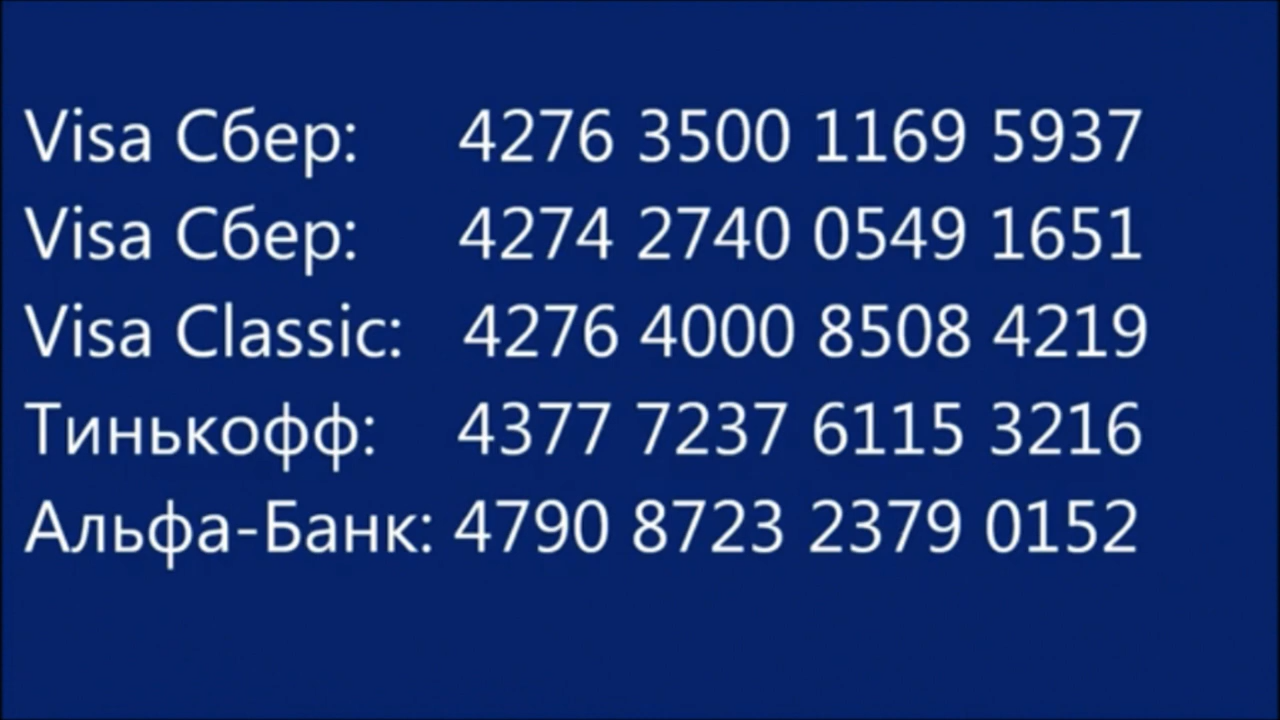 Visa Сбер: 4276 3500 1169 5937
Visa Сбер: 4274 2740 0549 1651
Visa Classic: 4276 4000 8508 4219
Тинькофф: 4377 7237 6115 3216
Альфа-Банк: 4790 8723 2379 0152